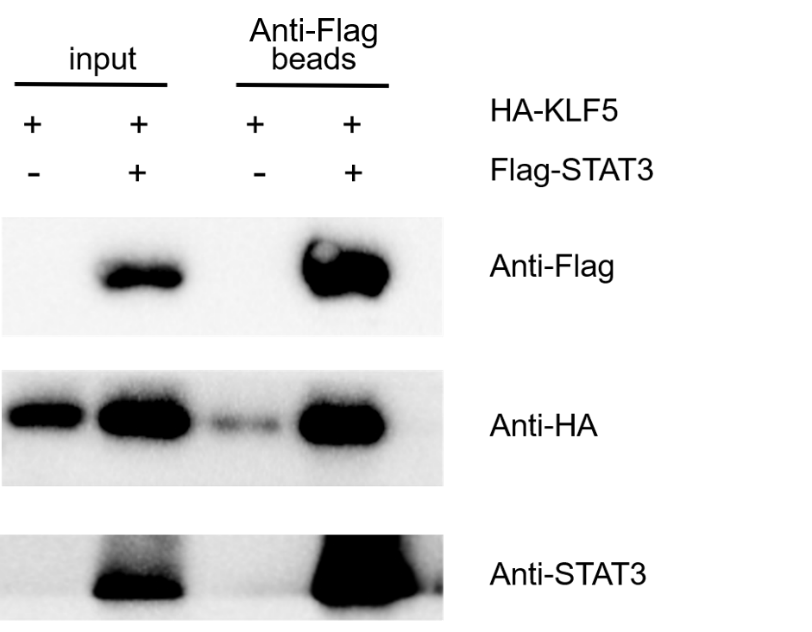 Anti-Flag
input beads
+ + + + HA-KLF5
- + - + Flag-STAT3
Anti-Flag
Anti-HA
Anti-STAT3